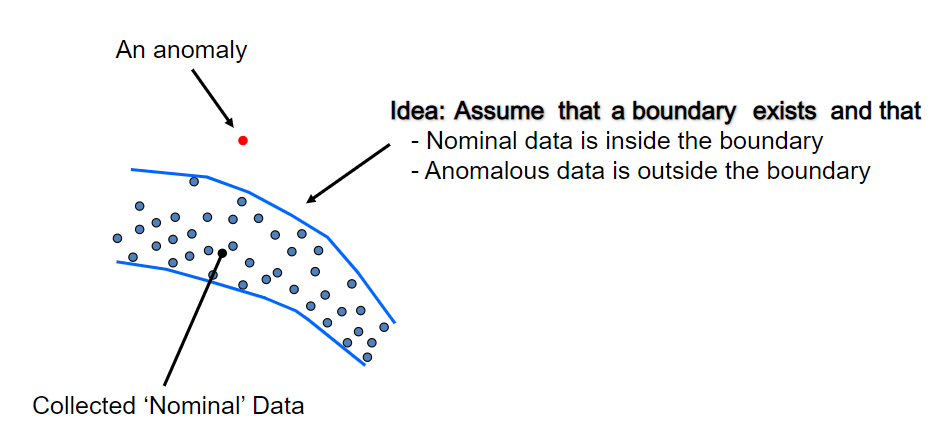 An anomaly
Idea: Assume that a boundary exists and that
- Nominal data is inside the boundary
- Anomalous data is outside the boundary
Collected ‘Nominal’ Data